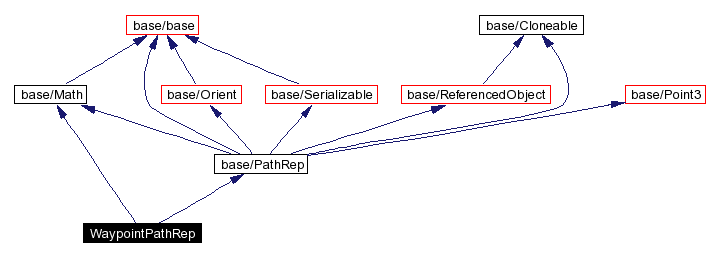 base/base
base/Cloneable
base/Math
base/Orient
base/Serializable
base/ReferencedObject
base/Point3
base/PathRep
WaypointPathRep